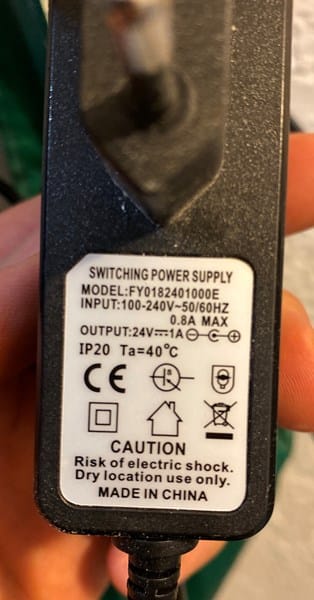 SWITCHING POWER SUPPLY
MODEL:FY0182401000E
INPUT:100-240V~50/60HZ
0.8A MAX
OUTPUT:24V⎓1A
IP20 Ta=40℃
CE
CAUTION
Risk of electric shock.
Dry location use only.
MADE IN CHINA